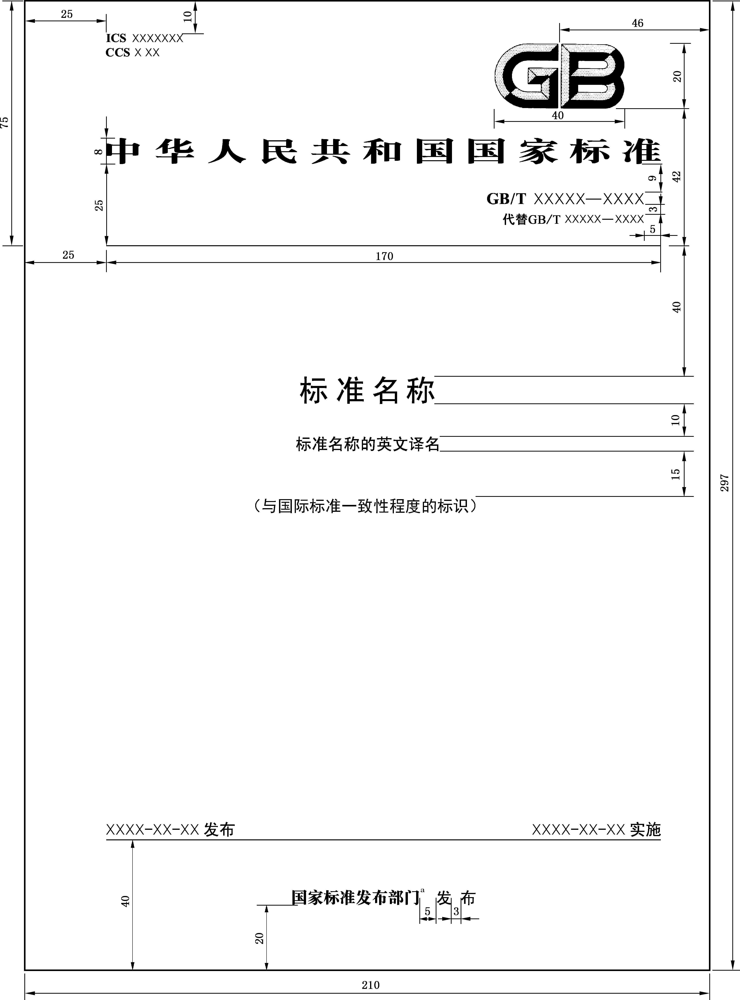 25
10
46
ICS XXXXXXX
CCS X XX
GB
20
40
75
8
中华人民共和国国家标准
9
42
25
GB/T XXXXX—XXXX
3
代替GB/T XXXXX—XXXX
5
25
170
40
标准名称
10
标准名称的英文译名
15
297
（与国际标准一致性程度的标识）
XXXX-XX-XX 发布
XXXX-XX-XX 实施
40
国家标准发布部门a 发 布
5
3
20
210